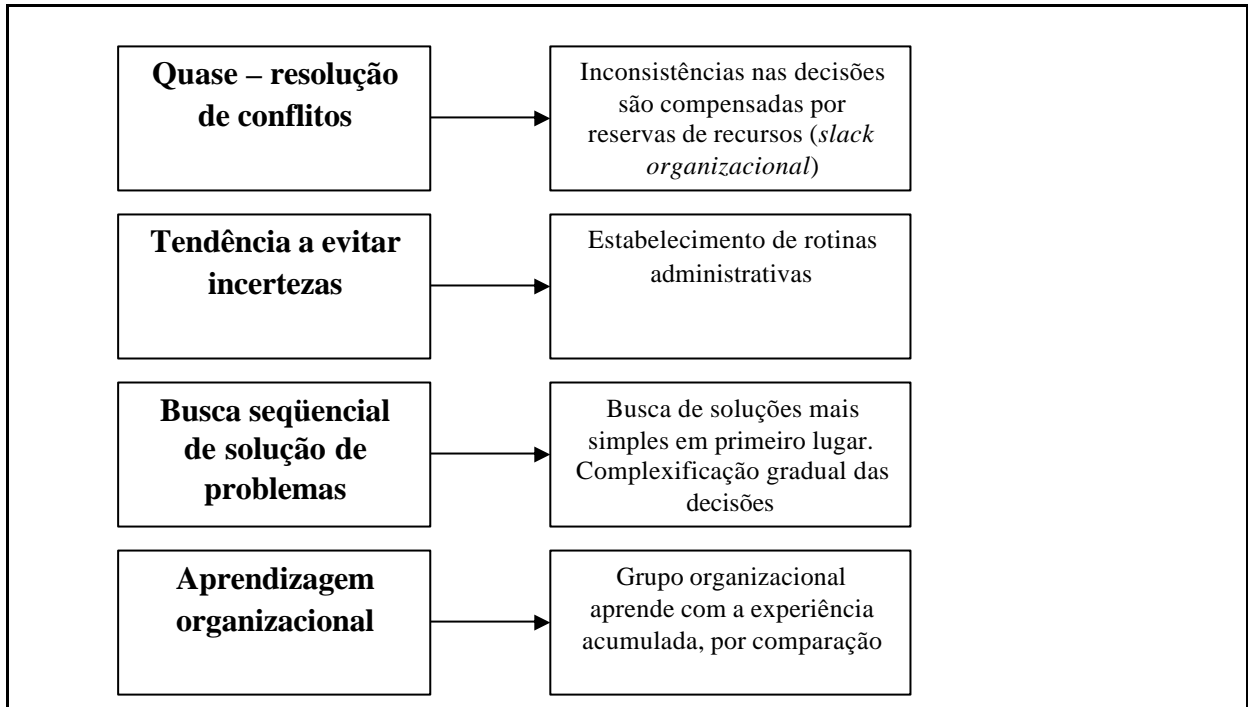 Quase – resolução
de conflitos
Inconsistências nas decisões
são compensadas por
reservas de recursos (slack
organizacional)
Tendência a evitar
incertezas
Estabelecimento de rotinas
administrativas
Busca seqüencial
de solução de
problemas
Busca de soluções mais
simples em primeiro lugar.
Complexificação gradual das
decisões
Aprendizagem
organizacional
Grupo organizacional
aprende com a experiência
acumulada, por comparação